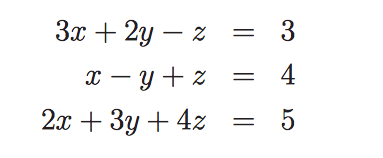 3x + 2y − z = 3
x − y + z = 4
2x + 3y + 4z = 5